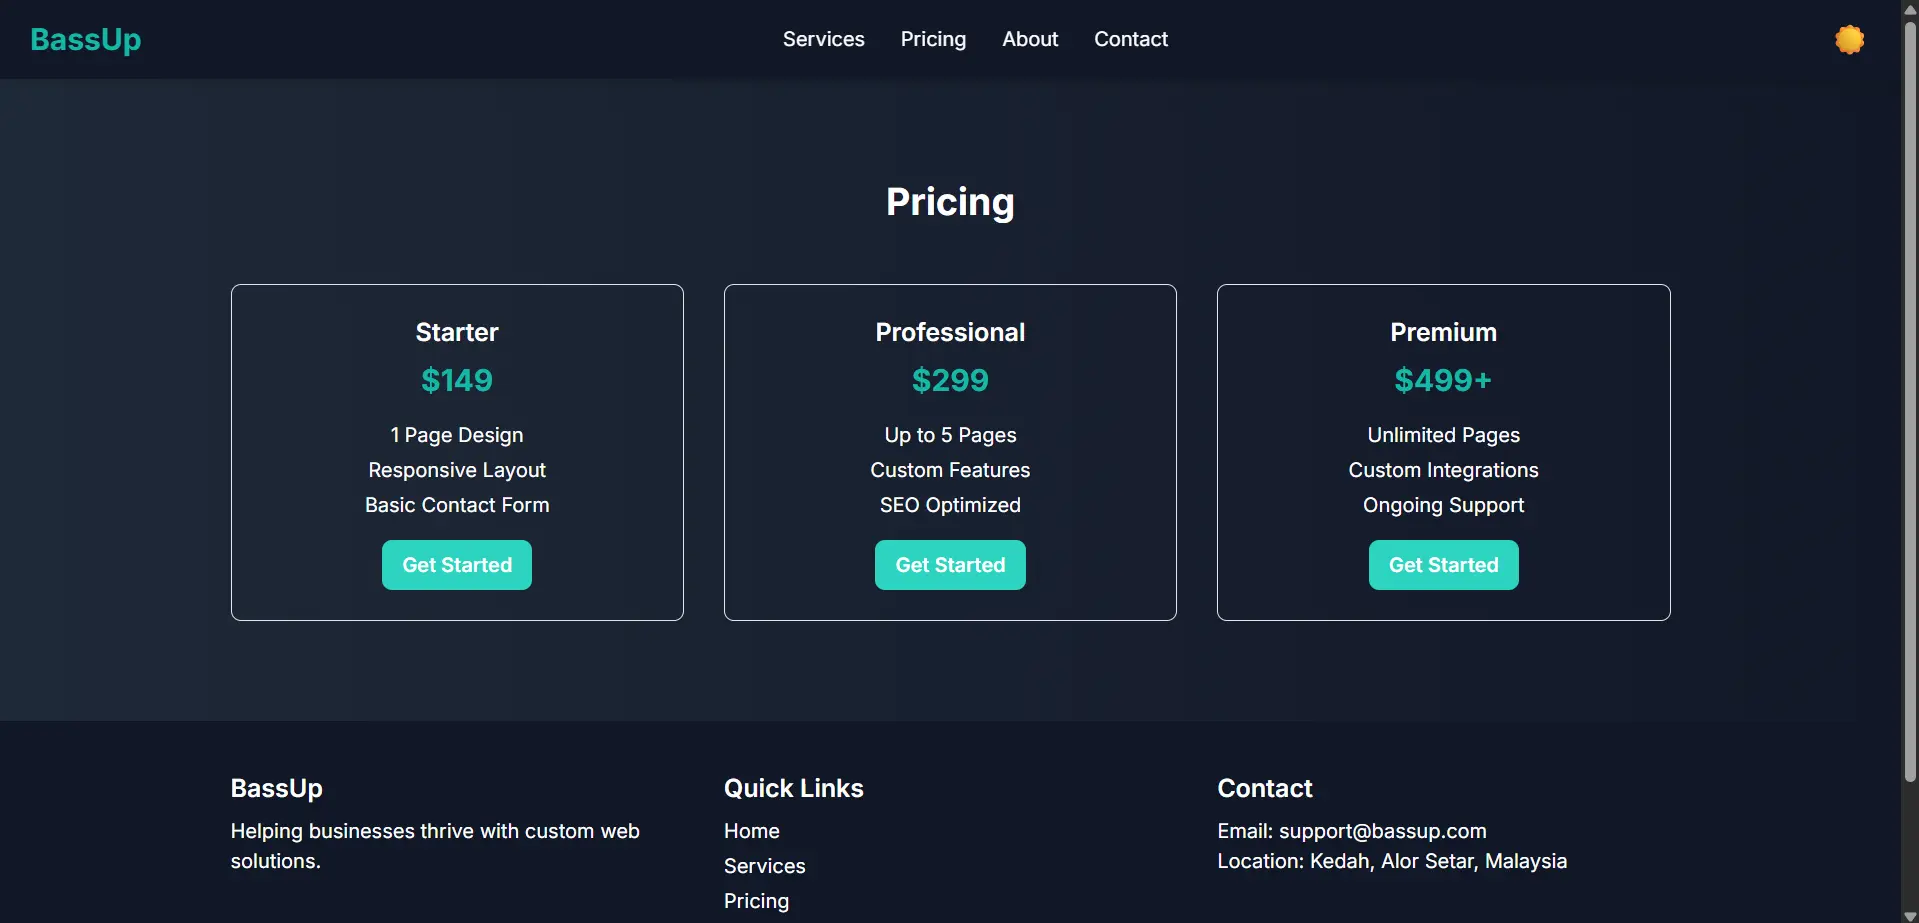 BassUp
Services
Pricing
About
Contact
Pricing
Starter
$149
1 Page Design
Responsive Layout
Basic Contact Form
Get Started
Professional
$299
Up to 5 Pages
Custom Features
SEO Optimized
Get Started
Premium
$499+
Unlimited Pages
Custom Integrations
Ongoing Support
Get Started
BassUp
Helping businesses thrive with custom web
solutions.
Quick Links
Home
Services
Pricing
Contact
Email: support@bassup.com
Location: Kedah, Alor Setar, Malaysia